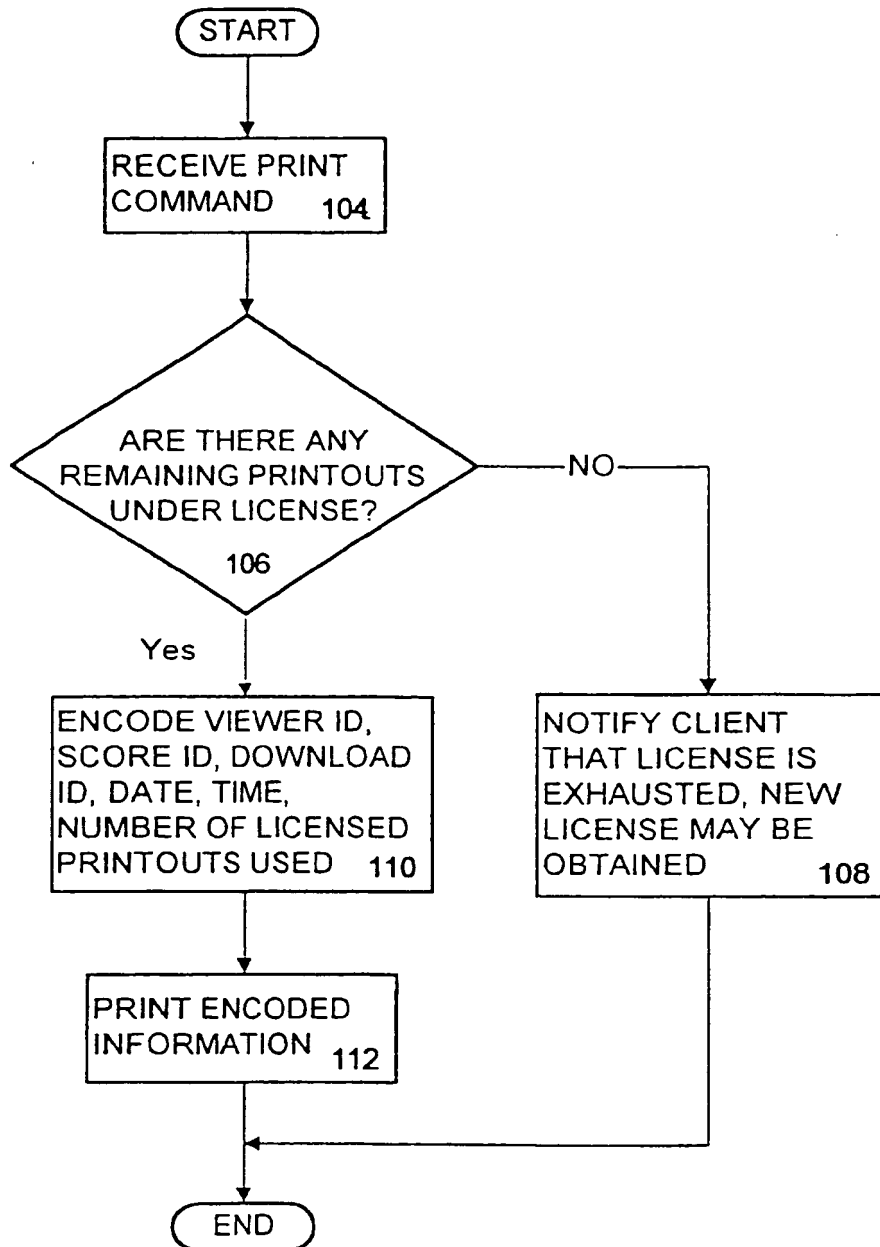 START
RECEIVE PRINT
COMMAND 104
ARE THERE ANY
REMAINING PRINTOUTS
UNDER LICENSE?
106
NO
Yes
ENCODE VIEWER ID,
SCORE ID, DOWNLOAD
ID, DATE, TIME,
NUMBER OF LICENSED
PRINTOUTS USED 110
NOTIFY CLIENT
THAT LICENSE IS
EXHAUSTED, NEW
LICENSE MAY BE
OBTAINED 108
PRINT ENCODED
INFORMATION 112
END